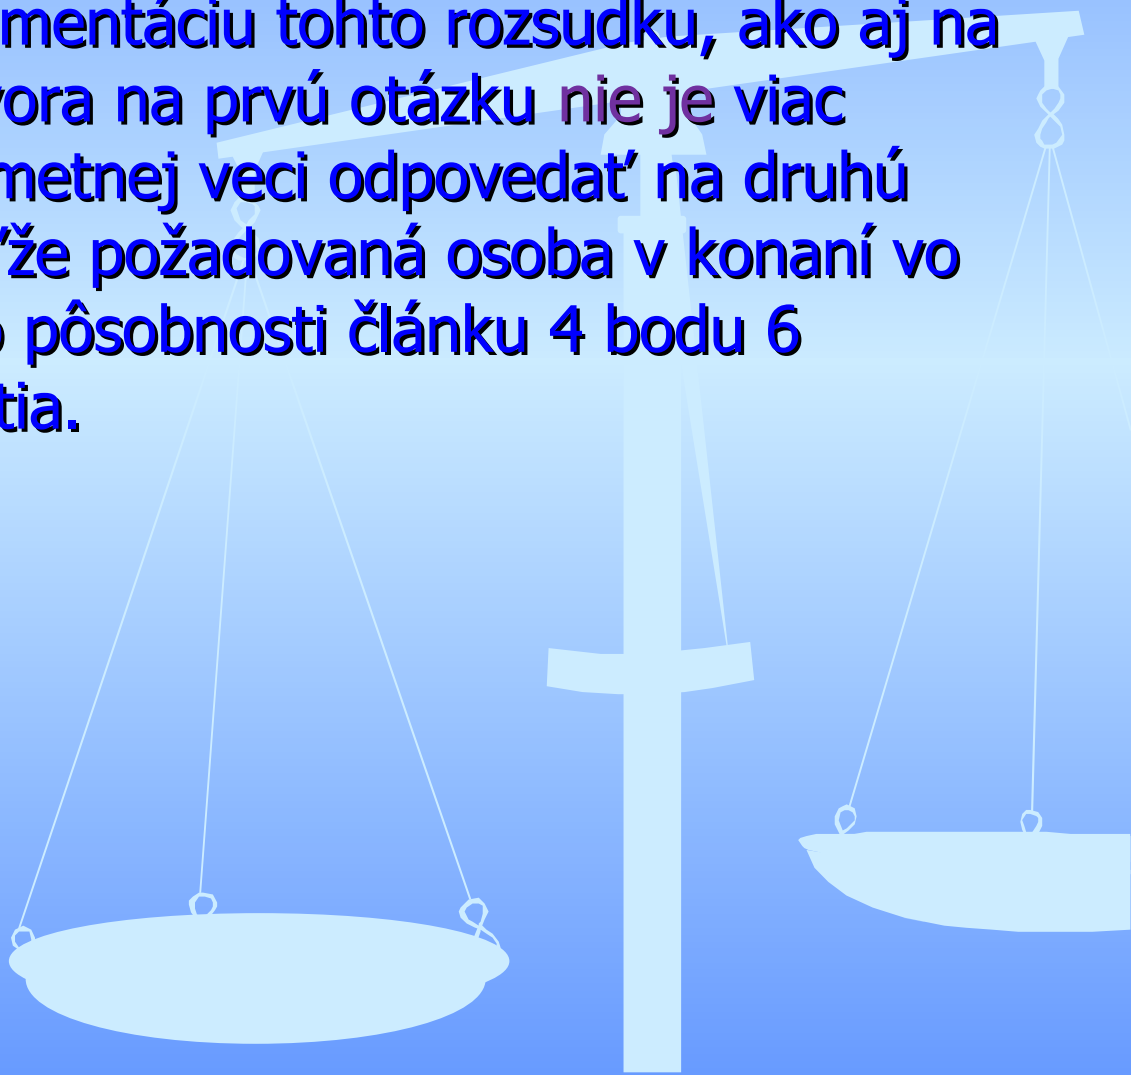 mentáciu tohto rozsudku, ako aj na
vora na prvú otázku nie je viac
metnej veci odpovedať na druhú
ďže požadovaná osoba v konaní vo
o pôsobnosti článku 4 bodu 6
tia.